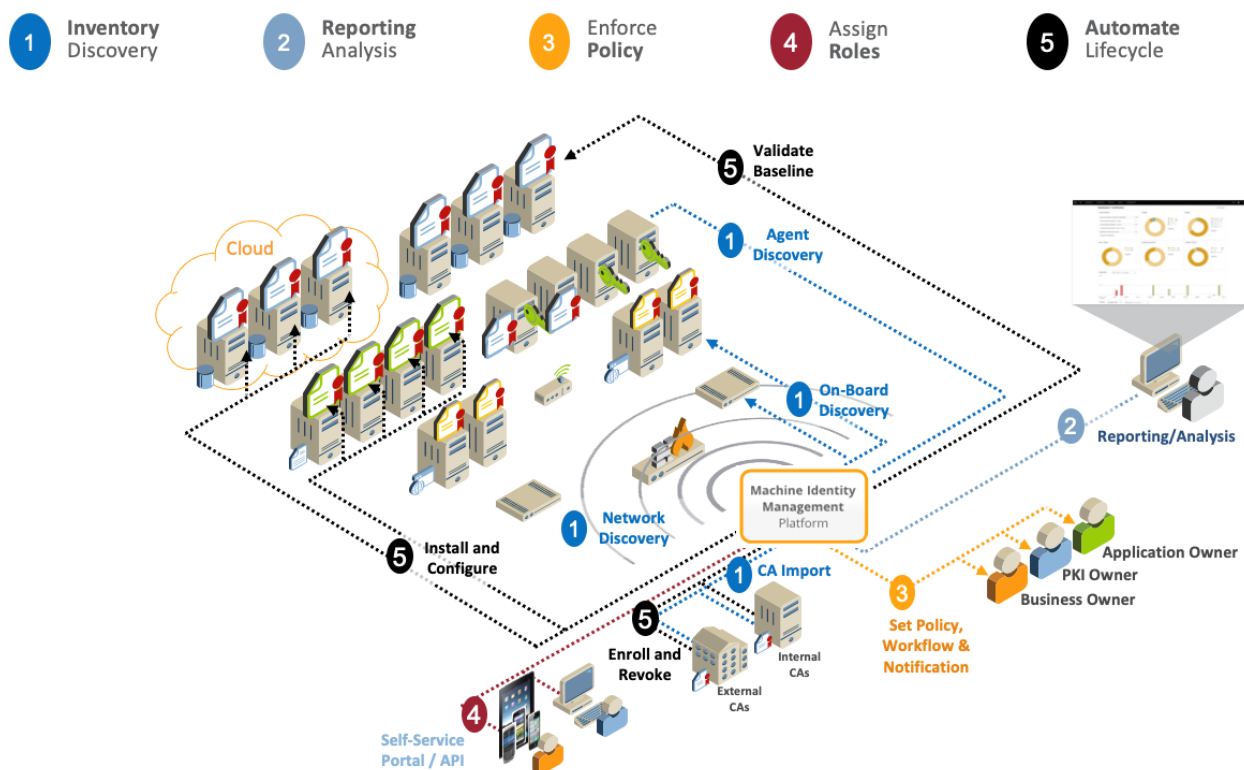 1
Inventory
Discovery
2
Reporting
Analysis
3
Enforce
Policy
4
Assign
Roles
5
Automate
Lifecycle
5
Validate
Baseline
1
Agent
Discovery
Cloud
1
On-Board
Discovery
2
Reporting/Analysis
Machine Identity
Management
Platform
1
Network
Discovery
5
Install and
Configure
1
CA Import
Application Owner
PKI Owner
Business Owner
3
Set Policy,
Workflow &
Notification
5
Enroll and
Revoke
Internal
CAs
External
CAs
4
Self-Service
Portal / API